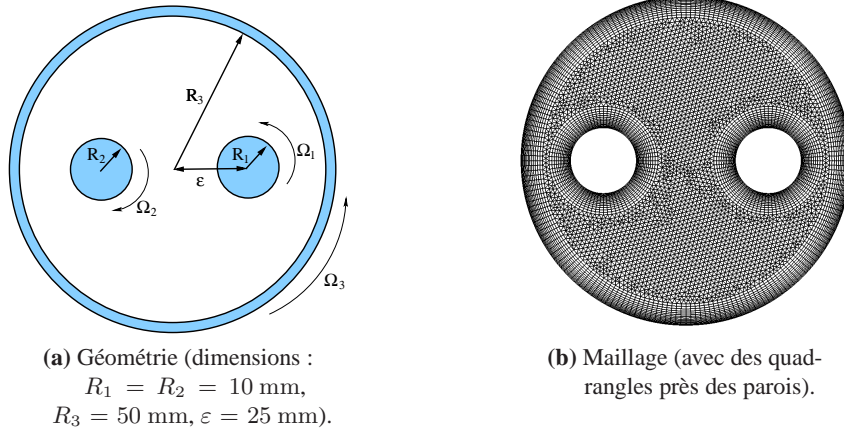 R₃
R₂
R₁
Ω₁
ε
Ω₂
Ω₃
(a) Géométrie (dimensions :
R₁ = R₂ = 10 mm,
R₃ = 50 mm, ε = 25 mm).
(b) Maillage (avec des quad-
rangles près des parois).